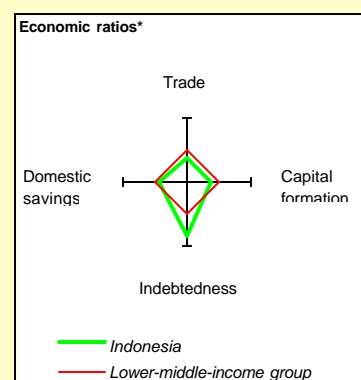 Economic ratios*
Trade
Domestic
savings
Capital
formation
Indebtedness
Indonesia
Lower-middle-income group